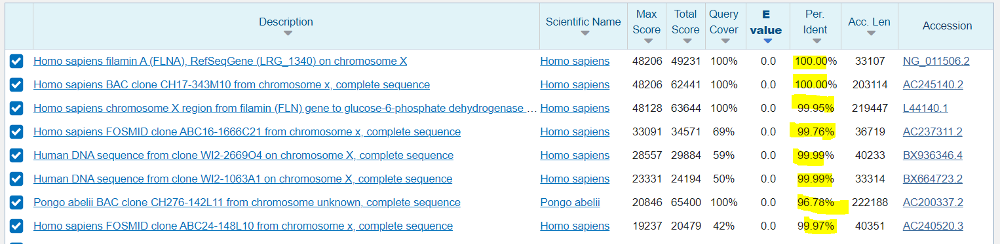 Description Scientific Name Max Score Total Score Query Cover E value Per. Ident Acc. Len Accession
Homo sapiens filamin A (FLNA), RefSeqGene (LRG_1340) on chromosome X Homo sapiens 48206 49231 100% 0.0 100.00% 33107 NG_011506.2
Homo sapiens BAC clone CH17-343M10 from chromosome x, complete sequence Homo sapiens 48206 62441 100% 0.0 100.00% 203114 AC245140.2
Homo sapiens chromosome X region from filamin (FLN) gene to glucose-6-phosphate dehydrogenase ... Homo sapiens 48128 63644 100% 0.0 99.95% 219447 L44140.1
Homo sapiens FOSMID clone ABC16-1666C21 from chromosome x, complete sequence Homo sapiens 33091 34571 69% 0.0 99.76% 36719 AC237311.2
Human DNA sequence from clone WI2-2669O4 on chromosome X, complete sequence Homo sapiens 28557 29884 59% 0.0 99.99% 40233 BX936346.4
Human DNA sequence from clone WI2-1063A1 on chromosome X, complete sequence Homo sapiens 23331 24194 50% 0.0 99.99% 33314 BX664723.2
Pongo abelii BAC clone CH276-142L11 from chromosome unknown, complete sequence Pongo abelii 20846 65400 100% 0.0 96.78% 222188 AC200337.2
Homo sapiens FOSMID clone ABC24-148L10 from chromosome x, complete sequence Homo sapiens 19237 20479 42% 0.0 99.97% 40351 AC240520.3